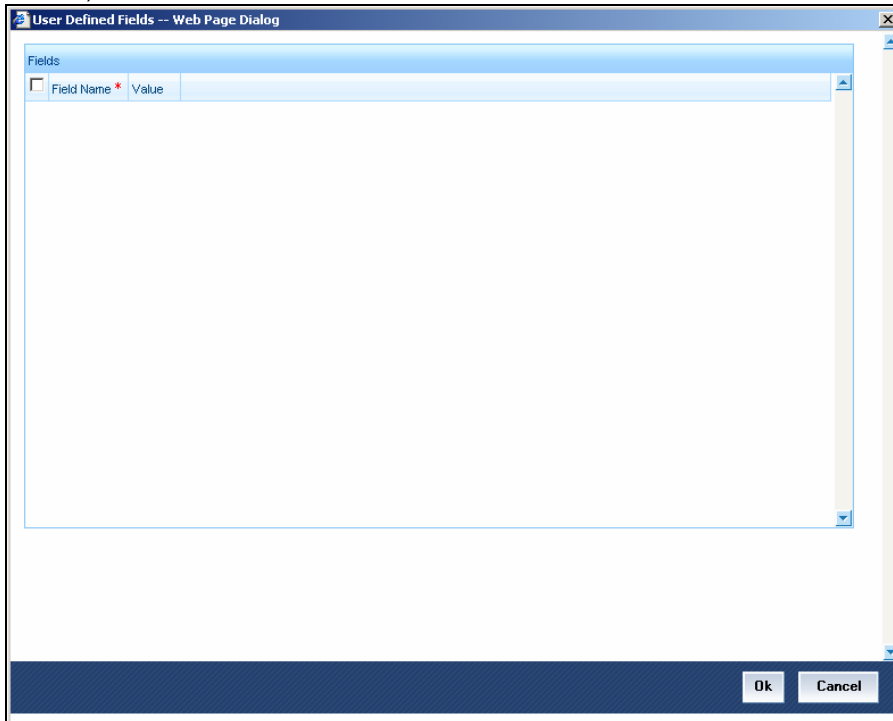 User Defined Fields -- Web Page Dialog
Fields
Field Name * Value
Ok Cancel